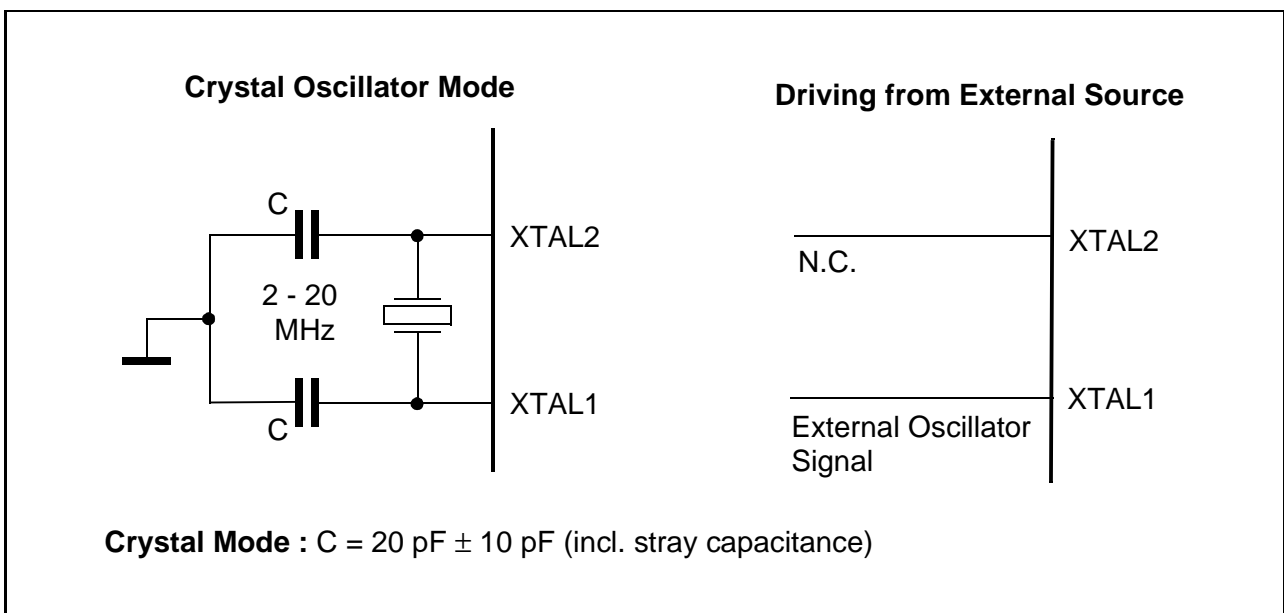 Crystal Oscillator Mode
C
2 - 20
MHz
C
XTAL2
XTAL1
Driving from External Source
N.C.
XTAL2
External Oscillator
Signal
XTAL1
Crystal Mode : C = 20 pF ± 10 pF (incl. stray capacitance)